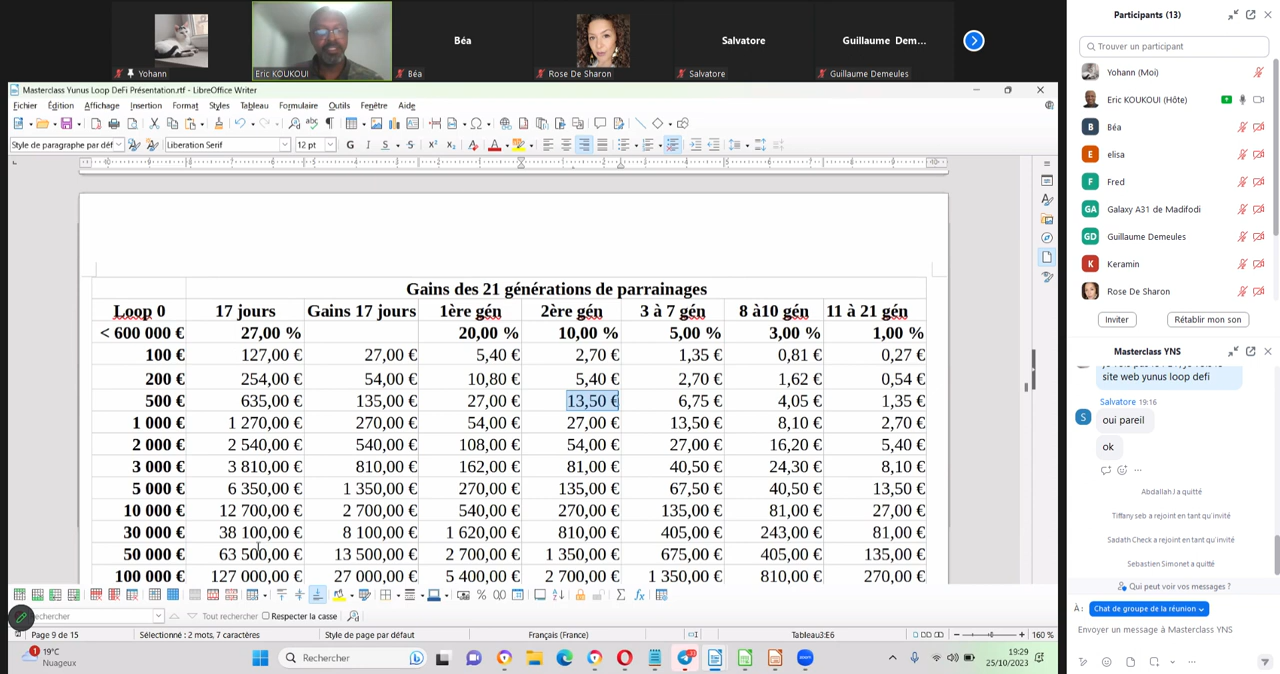 Béa
Salvatore
Guillaume Dem...
Yohann
Eric KOUKOUI
Béa
Rose De Sharon
Salvatore
Guillaume Demeules
Masterclass Yunus Loop DeFi Présentation.rtf - LibreOffice Writer
Fichier Édition Affichage Insertion Format Styles Tableau Formulaire Outils Fenêtre Aide
Style de paragraphe par déf
Liberation Serif
12 pt
Gains des 21 générations de parrainages
Loop 0 17 jours Gains 17 jours 1ère gén 2ère gén 3 à 7 gén 8 à10 gén 11 à 21 gén
< 600 000 € 27,00 % 20,00 % 10,00 % 5,00 % 3,00 % 1,00 %
100 € 127,00 € 27,00 € 5,40 € 2,70 € 1,35 € 0,81 € 0,27 €
200 € 254,00 € 54,00 € 10,80 € 5,40 € 2,70 € 1,62 € 0,54 €
500 € 635,00 € 135,00 € 27,00 € 13,50 € 6,75 € 4,05 € 1,35 €
1 000 € 1 270,00 € 270,00 € 54,00 € 27,00 € 13,50 € 8,10 € 2,70 €
2 000 € 2 540,00 € 540,00 € 108,00 € 54,00 € 27,00 € 16,20 € 5,40 €
3 000 € 3 810,00 € 810,00 € 162,00 € 81,00 € 40,50 € 24,30 € 8,10 €
5 000 € 6 350,00 € 1 350,00 € 270,00 € 135,00 € 67,50 € 40,50 € 13,50 €
10 000 € 12 700,00 € 2 700,00 € 540,00 € 270,00 € 135,00 € 81,00 € 27,00 €
30 000 € 38 100,00 € 8 100,00 € 1 620,00 € 810,00 € 405,00 € 243,00 € 81,00 €
50 000 € 63 500,00 € 13 500,00 € 2 700,00 € 1 350,00 € 675,00 € 405,00 € 135,00 €
100 000 € 127 000,00 € 27 000,00 € 5 400,00 € 2 700,00 € 1 350,00 € 810,00 € 270,00 €
Tout rechercher Respecter la casse
Page 9 de 15 Sélectionné : 2 mots, 7 caractères Style de page par défaut Français (France) Tableau3:E6 160 %
19°C
Nuageux
Rechercher
19:29
25/10/2023
Participants (13)
Trouver un participant
Yohann (Moi)
Eric KOUKOUI (Hôte)
B Béa
E elisa
F Fred
GA Galaxy A31 de Madifodi
GD Guillaume Demeules
K Keramin
Rose De Sharon
Inviter
Rétablir mon son
Masterclass YNS
site web yunus loop defi
Salvatore 19:16
S oui pareil
ok
Abdallah J a quitté
Tiffany seb a rejoint en tant qu'invité
Sadath Check a rejoint en tant qu'invité
Sebastien Simonet a quitté
Qui peut voir vos messages ?
À : Chat de groupe de la réunion
Envoyer un message à Masterclass YNS